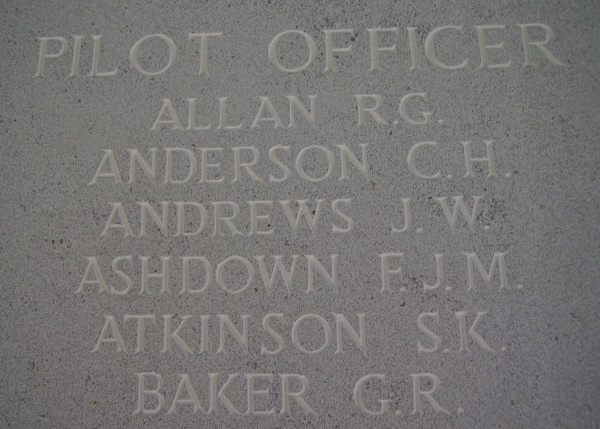 PILOT OFFICER
ALLAN R.G.
ANDERSON C.H.
ANDREWS J.W.
ASHDOWN F.J.M.
ATKINSON S.K.
BAKER G.R.